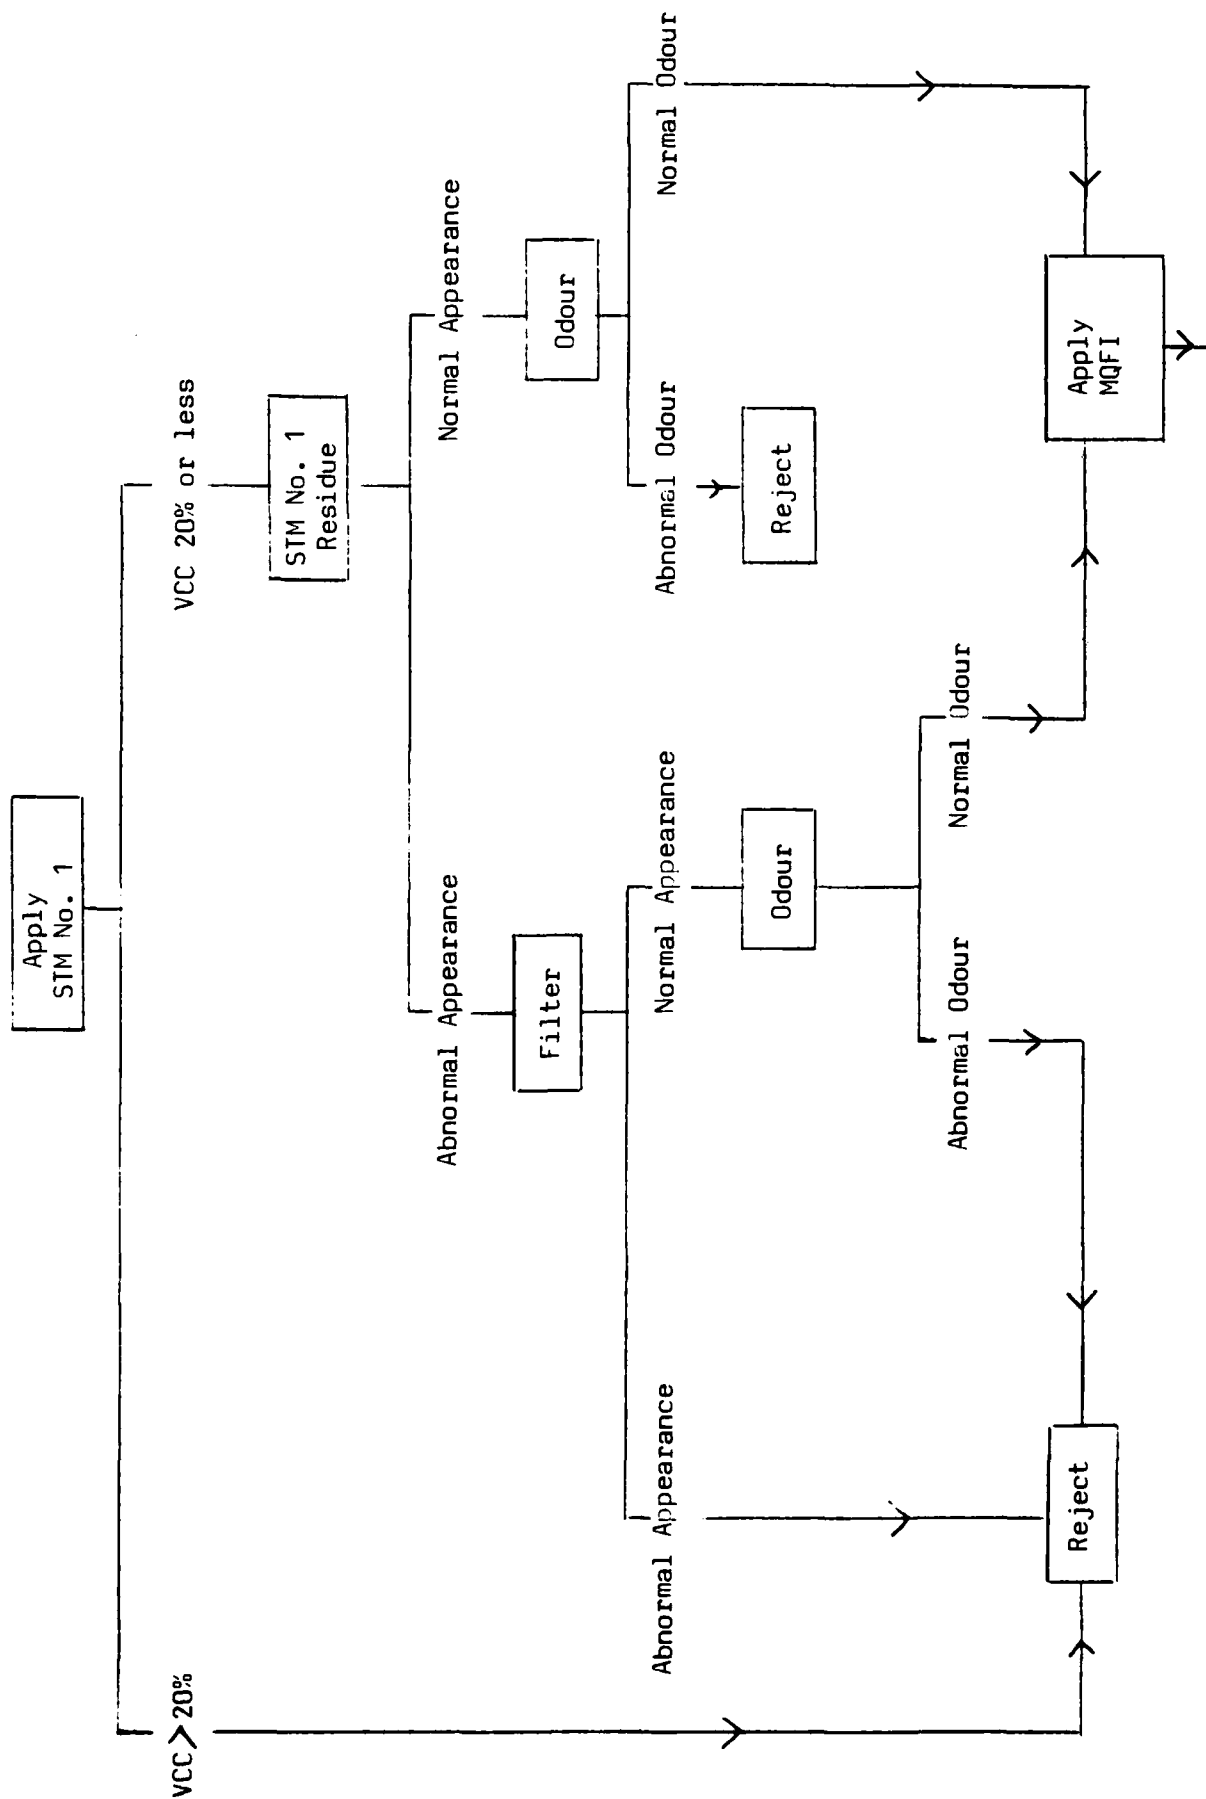 Apply
STM No. 1
VCC>20%
VCC 20% or less
STM No. 1
Residue
Abnormal Appearance
Normal Appearance
Filter
Odour
Abnormal Appearance
Normal Appearance
Abnormal Odour
Normal Odour
Odour
Reject
Abnormal Odour
Normal Odour
Reject
Apply
MQFI